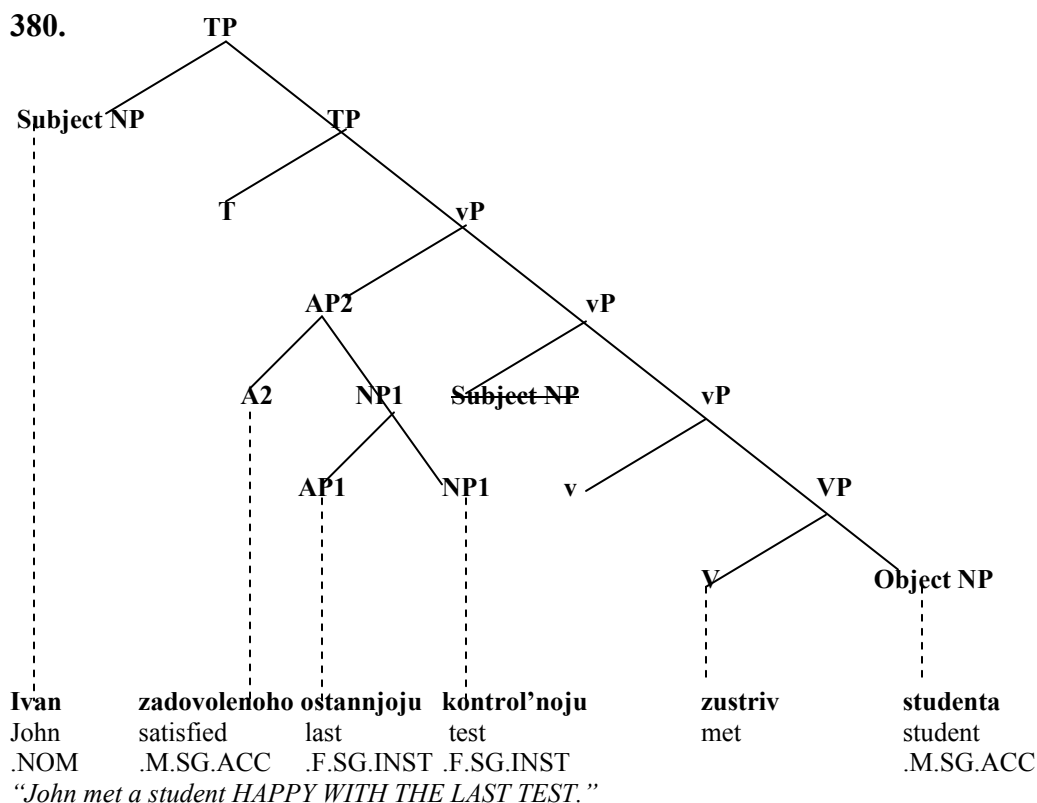 380.
TP
Subject NP TP
T vP
AP2 vP
A2 NP1 Subject NP vP
AP1 NP1 v VP
V Object NP
Ivan zadovolenoho ostannjoju kontrol’noju zustriv studenta
John satisfied last test met student
.NOM .M.SG.ACC .F.SG.INST .F.SG.INST .M.SG.ACC
“John met a student HAPPY WITH THE LAST TEST.”